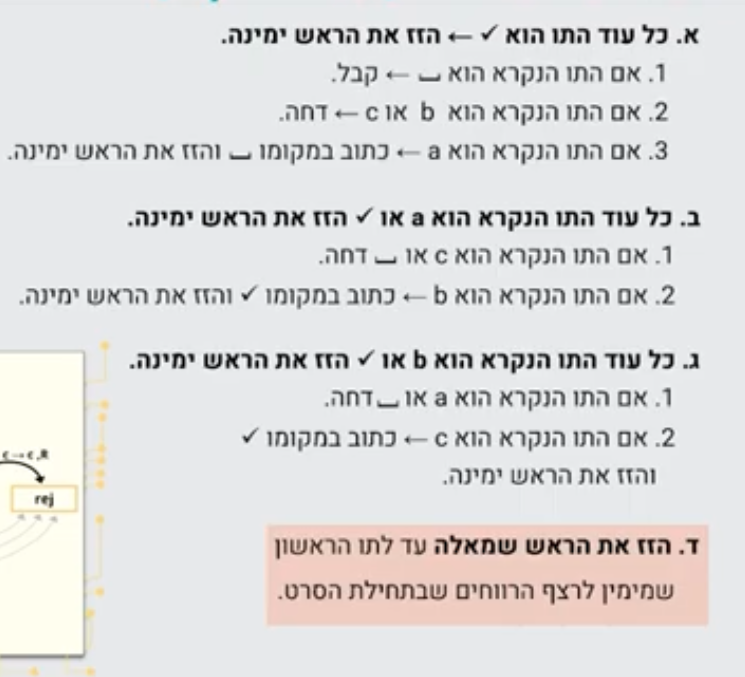 א. כל עוד התו הוא ✓ ← הזז את הראש ימינה.
1. אם התו הנקרא הוא ⎵ ← קבל.
2. אם התו הנקרא הוא b או c ← דחה.
3. אם התו הנקרא הוא a ← כתוב במקומו ⎵ והזז את הראש ימינה.
ב. כל עוד התו הנקרא הוא a או ✓ הזז את הראש ימינה.
1. אם התו הנקרא הוא c או ⎵ דחה.
2. אם התו הנקרא הוא b ← כתוב במקומו ✓ והזז את הראש ימינה.
ג. כל עוד התו הנקרא הוא b או ✓ הזז את הראש ימינה.
1. אם התו הנקרא הוא a או ⎵ דחה.
2. אם התו הנקרא הוא c ← כתוב במקומו ✓
והזז את הראש ימינה.
ד. הזז את הראש שמאלה עד לתו הראשון
שמימין לרצף הרווחים שבתחילת הסרט.
c→c,R
rej